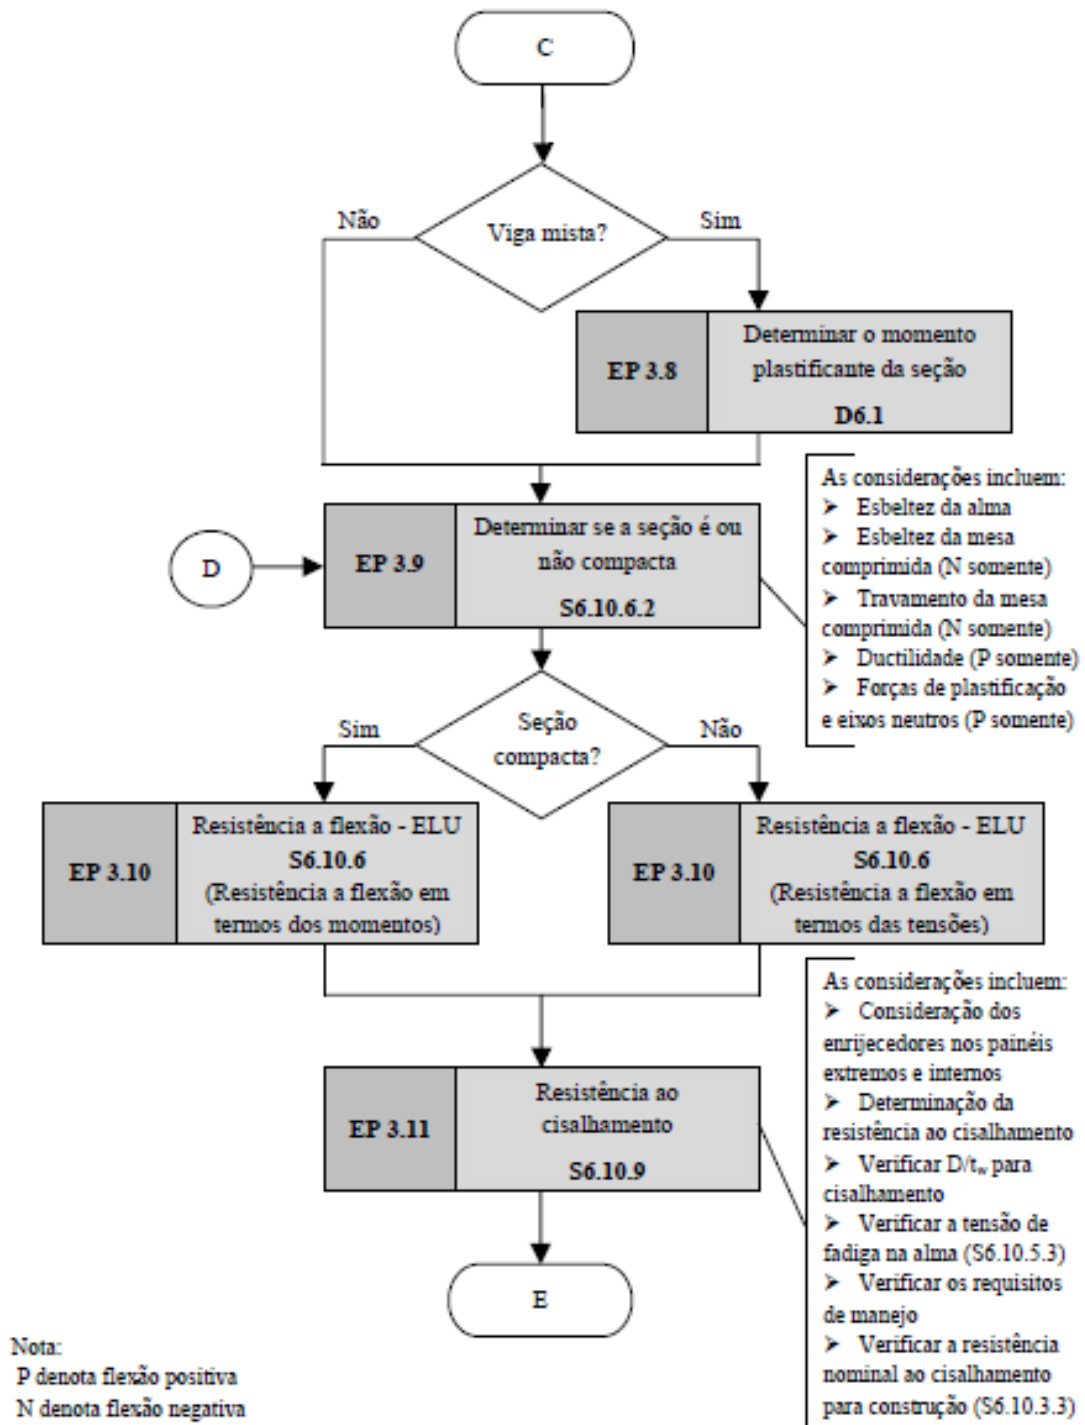 C
Viga mista?
Não
Sim
EP 3.8
Determinar o momento
plastificante da seção
D6.1
As considerações incluem:
➢ Esbeltez da alma
➢ Esbeltez da mesa
comprimida (N somente)
➢ Travamento da mesa
comprimida (N somente)
➢ Ductilidade (P somente)
➢ Forças de plastificação
e eixos neutros (P somente)
D
EP 3.9
Determinar se a seção é ou
não compacta
S6.10.6.2
Seção
compacta?
Sim
Não
EP 3.10
Resistência a flexão - ELU
S6.10.6
(Resistência a flexão em
termos dos momentos)
EP 3.10
Resistência a flexão - ELU
S6.10.6
(Resistência a flexão em
termos das tensões)
EP 3.11
Resistência ao
cisalhamento
S6.10.9
As considerações incluem:
➢ Consideração dos
enrijecedores nos painéis
extremos e internos
➢ Determinação da
resistência ao cisalhamento
➢ Verificar D/tw para
cisalhamento
➢ Verificar a tensão de
fadiga na alma (S6.10.5.3)
➢ Verificar os requisitos
de manejo
➢ Verificar a resistência
nominal ao cisalhamento
para construção (S6.10.3.3)
E
Nota:
P denota flexão positiva
N denota flexão negativa